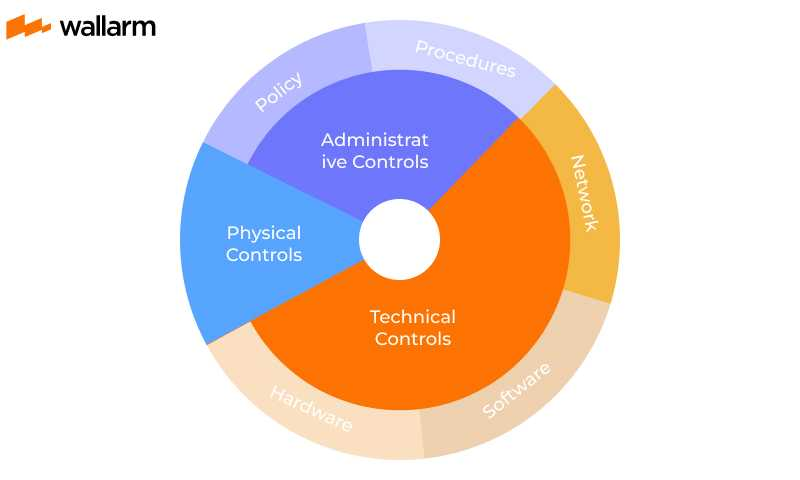 wallarm
Policy
Procedures
Administrat
ive Controls
Network
Physical
Controls
Technical
Controls
Hardware
Software